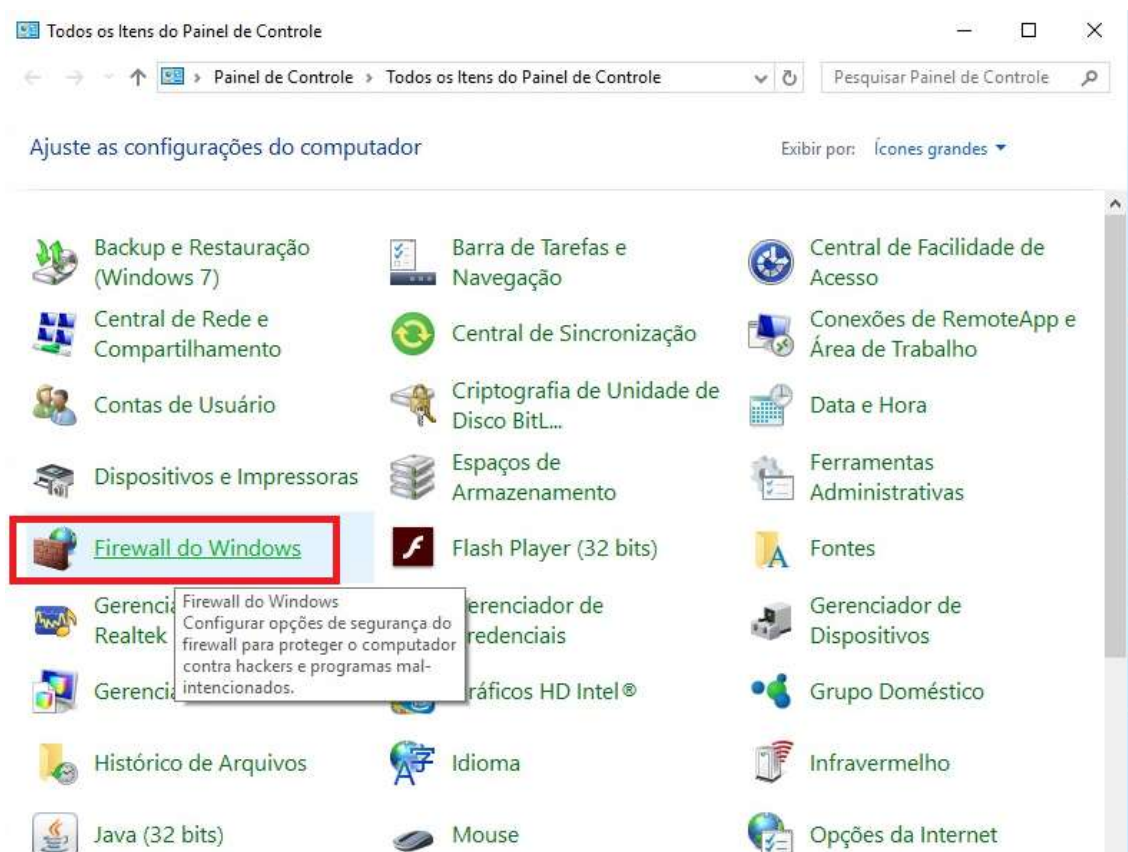 Todos os Itens do Painel de Controle
Painel de Controle > Todos os Itens do Painel de Controle
Pesquisar Painel de Controle
Ajuste as configurações do computador
Exibir por: Ícones grandes
Backup e Restauração
(Windows 7)
Barra de Tarefas e
Navegação
Central de Facilidade de
Acesso
Central de Rede e
Compartilhamento
Central de Sincronização
Conexões de RemoteApp e
Área de Trabalho
Contas de Usuário
Criptografia de Unidade de
Disco BitL...
Data e Hora
Dispositivos e Impressoras
Espaços de
Armazenamento
Ferramentas
Administrativas
Firewall do Windows
Flash Player (32 bits)
Fontes
Firewall do Windows
Configurar opções de segurança do
firewall para proteger o computador
contra hackers e programas mal-
intencionados.
Realtek
Gerenciador de
Dispositivos
HD Intel®
Grupo Doméstico
Histórico de Arquivos
Idioma
Infravermelho
Java (32 bits)
Mouse
Opções da Internet